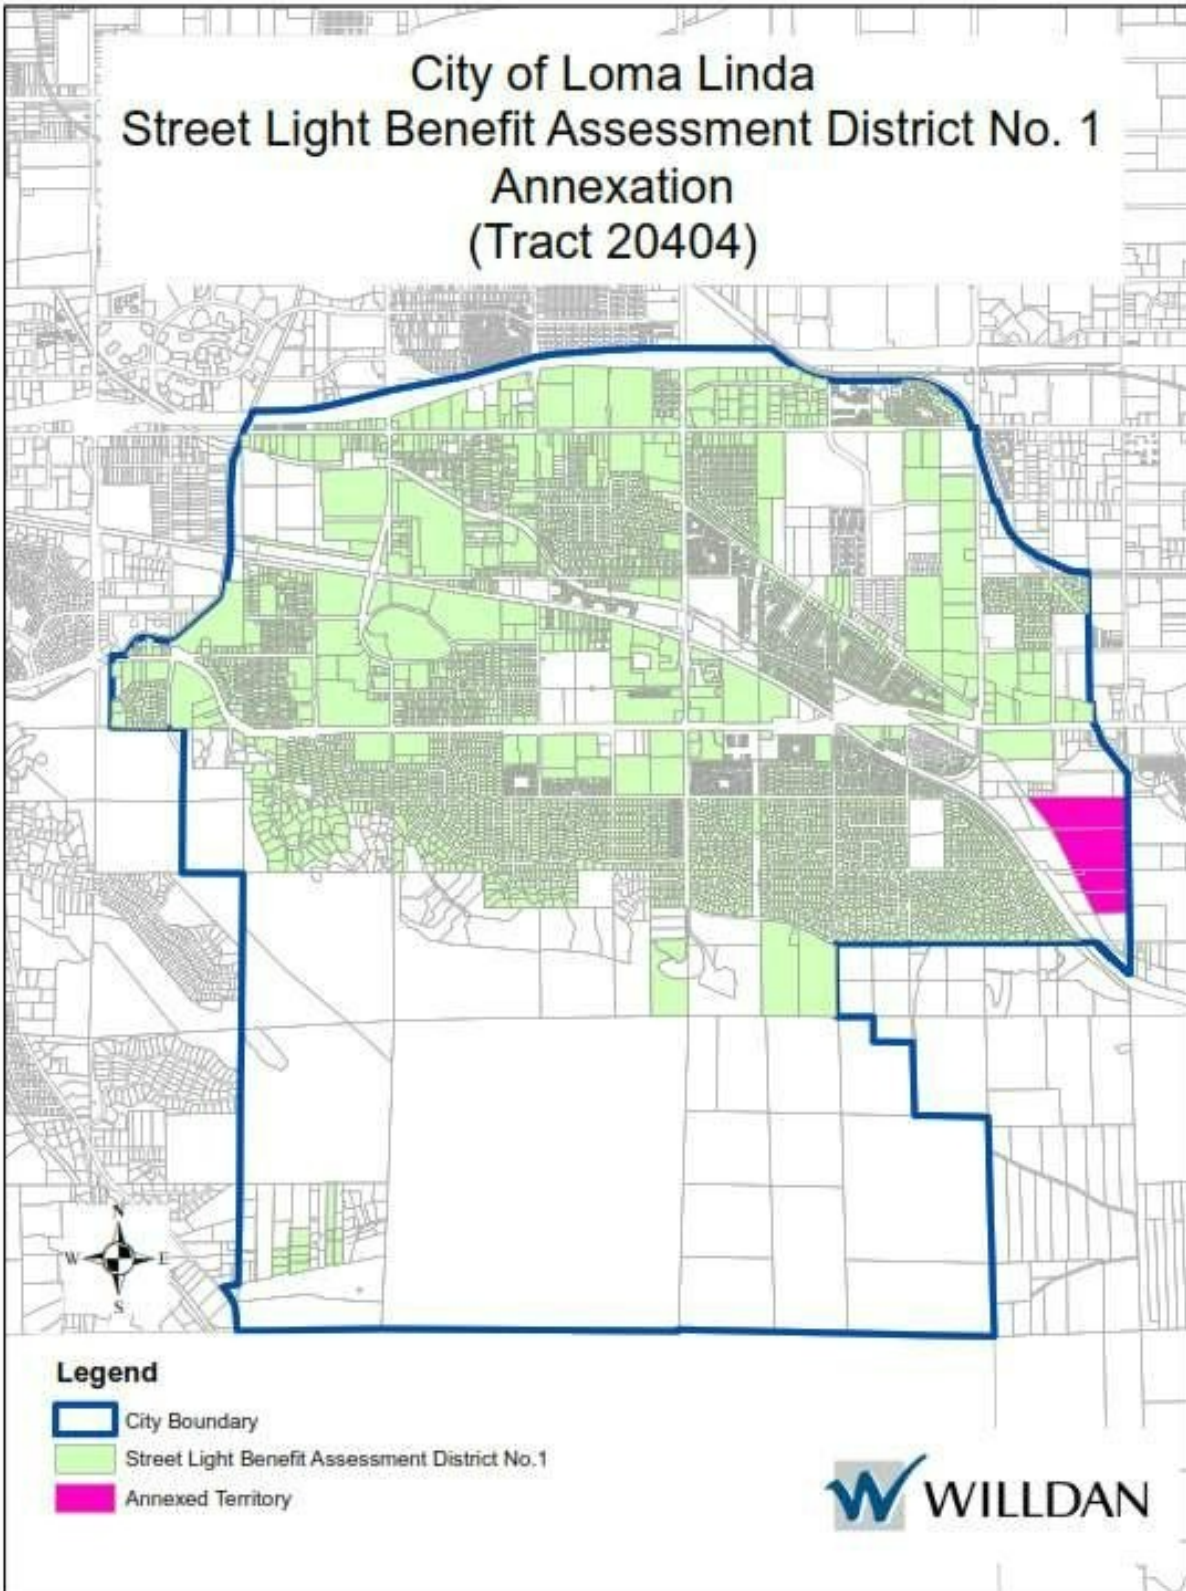 City of Loma Linda
Street Light Benefit Assessment District No. 1
Annexation
(Tract 20404)
N
W E
S
Legend
City Boundary
Street Light Benefit Assessment District No.1
Annexed Territory
W WILLDAN